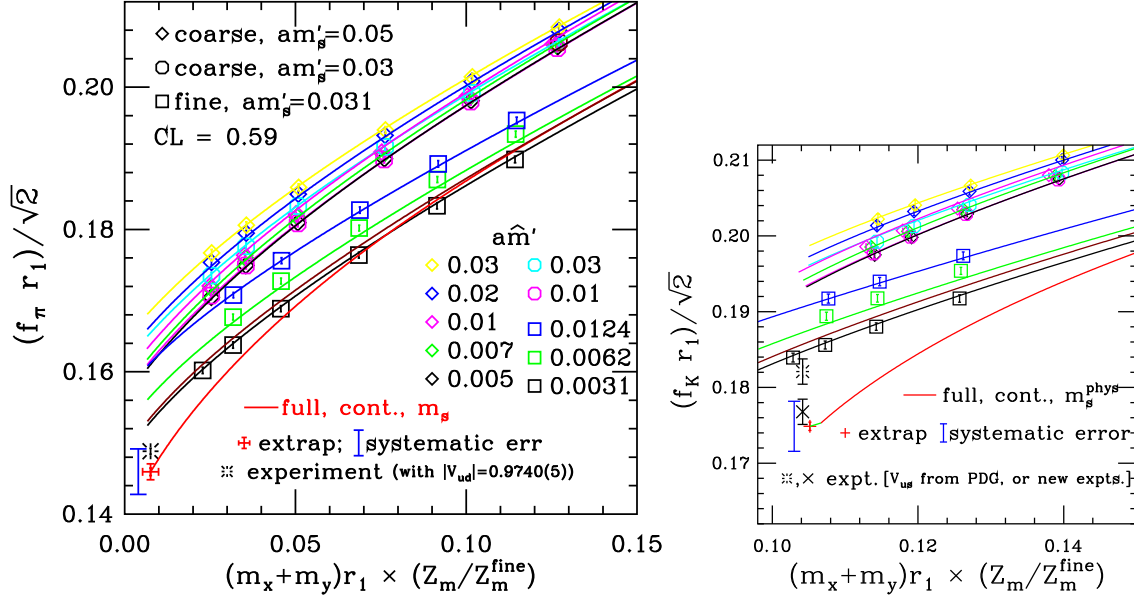 coarse, am′ₛ=0.05
coarse, am′ₛ=0.03
fine, am′ₛ=0.031
CL = 0.59
(f_π r₁)/√2
0.20
0.18
0.16
0.14
0.00
0.05
0.10
0.15
(mₓ+m_y)r₁ × (Z_m/Z_m^fine)
am̂′
0.03
0.02
0.01
0.007
0.005
0.03
0.01
0.0124
0.0062
0.0031
full, cont., mₛ
extrap; systematic err
experiment (with |V_ud|=0.9740(5))
(f_K r₁)/√2
0.21
0.20
0.19
0.18
0.17
full, cont., mₛ^phys
extrap systematic error
, expt. [V_us from PDG, or new expts.]
0.10
0.12
0.14
(mₓ+m_y)r₁ × (Z_m/Z_m^fine)